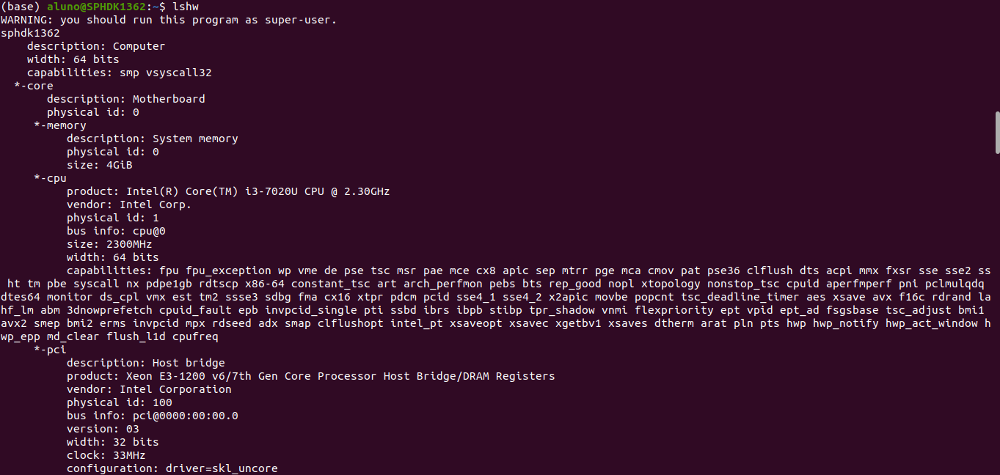 (base) aluno@SPHDK1362:~$ lshw
WARNING: you should run this program as super-user.
sphdk1362
    description: Computer
    width: 64 bits
    capabilities: smp vsyscall32
  *-core
       description: Motherboard
       physical id: 0
     *-memory
          description: System memory
          physical id: 0
          size: 4GiB
     *-cpu
          product: Intel(R) Core(TM) i3-7020U CPU @ 2.30GHz
          vendor: Intel Corp.
          physical id: 1
          bus info: cpu@0
          size: 2300MHz
          width: 64 bits
          capabilities: fpu fpu_exception wp vme de pse tsc msr pae mce cx8 apic sep mtrr pge mca cmov pat pse36 clflush dts acpi mmx fxsr sse sse2 ss
 ht tm pbe syscall nx pdpe1gb rdtscp x86-64 constant_tsc art arch_perfmon pebs bts rep_good nopl xtopology nonstop_tsc cpuid aperfmperf pni pclmulqdq
dtes64 monitor ds_cpl vmx est tm2 ssse3 sdbg fma cx16 xtpr pdcm pcid sse4_1 sse4_2 x2apic movbe popcnt tsc_deadline_timer aes xsave avx f16c rdrand la
hf_lm abm 3dnowprefetch cpuid_fault epb invpcid_single pti ssbd ibrs ibpb stibp tpr_shadow vnmi flexpriority ept vpid ept_ad fsgsbase tsc_adjust bmi1
avx2 smep bmi2 erms invpcid mpx rdseed adx smap clflushopt intel_pt xsaveopt xsavec xgetbv1 xsaves dtherm arat pln pts hwp hwp_notify hwp_act_window h
wp_epp md_clear flush_l1d cpufreq
     *-pci
          description: Host bridge
          product: Xeon E3-1200 v6/7th Gen Core Processor Host Bridge/DRAM Registers
          vendor: Intel Corporation
          physical id: 100
          bus info: pci@0000:00:00.0
          version: 03
          width: 32 bits
          clock: 33MHz
          configuration: driver=skl_uncore